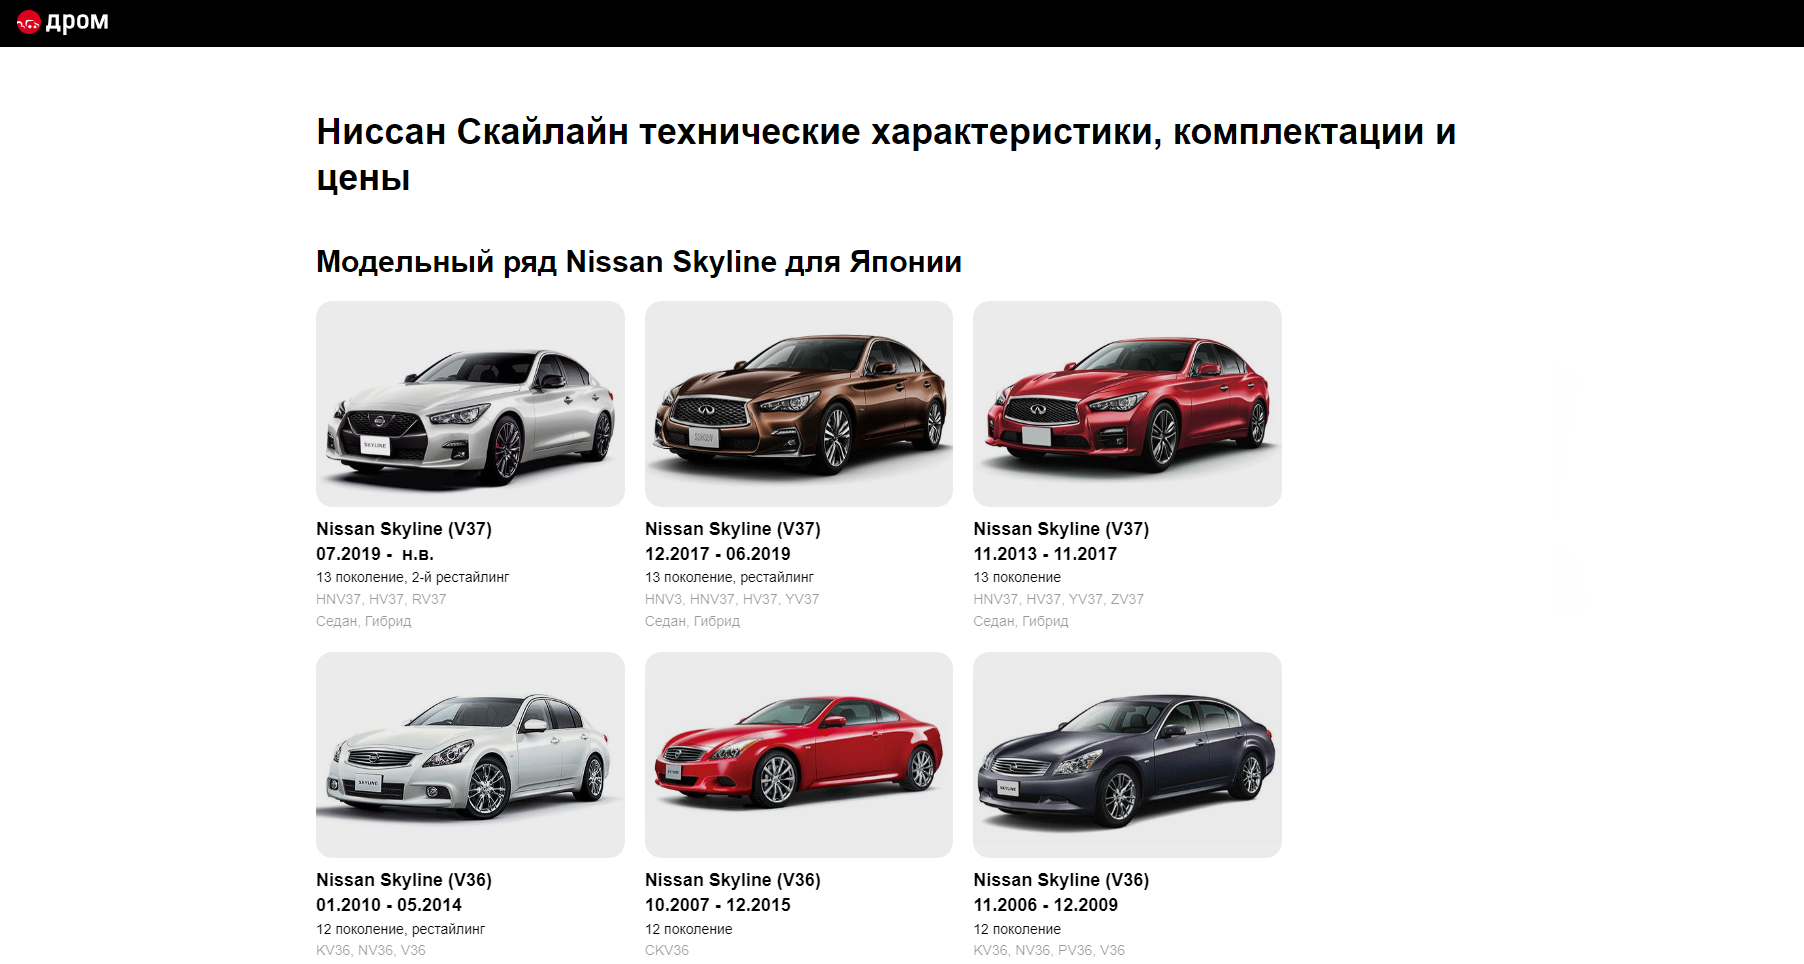 дром
Ниссан Скайлайн технические характеристики, комплектации и
цены
Модельный ряд Nissan Skyline для Японии
SKYLINE
Nissan Skyline (V37)
07.2019 - н.в.
13 поколение, 2-й рестайлинг
HNV37, HV37, RV37
Седан, Гибрид
Nissan Skyline (V37)
12.2017 - 06.2019
13 поколение, рестайлинг
HNV3, HNV37, HV37, YV37
Седан, Гибрид
Nissan Skyline (V37)
11.2013 - 11.2017
13 поколение
HNV37, HV37, YV37, ZV37
Седан, Гибрид
SKYLINE
SKYLINE
SKYLINE
Nissan Skyline (V36)
01.2010 - 05.2014
12 поколение, рестайлинг
KV36, NV36, V36
Nissan Skyline (V36)
10.2007 - 12.2015
12 поколение
CKV36
Nissan Skyline (V36)
11.2006 - 12.2009
12 поколение
KV36, NV36, PV36, V36